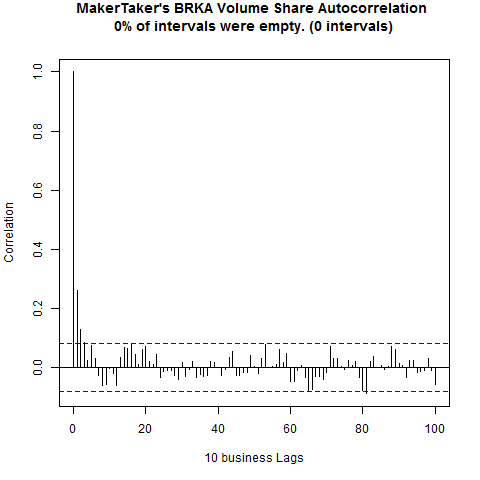 MakerTaker's BRKA Volume Share Autocorrelation
0% of intervals were empty. (0 intervals)
1.0
0.8
0.6
0.4
0.2
0.0
Correlation
0 20 40 60 80 100
10 business Lags